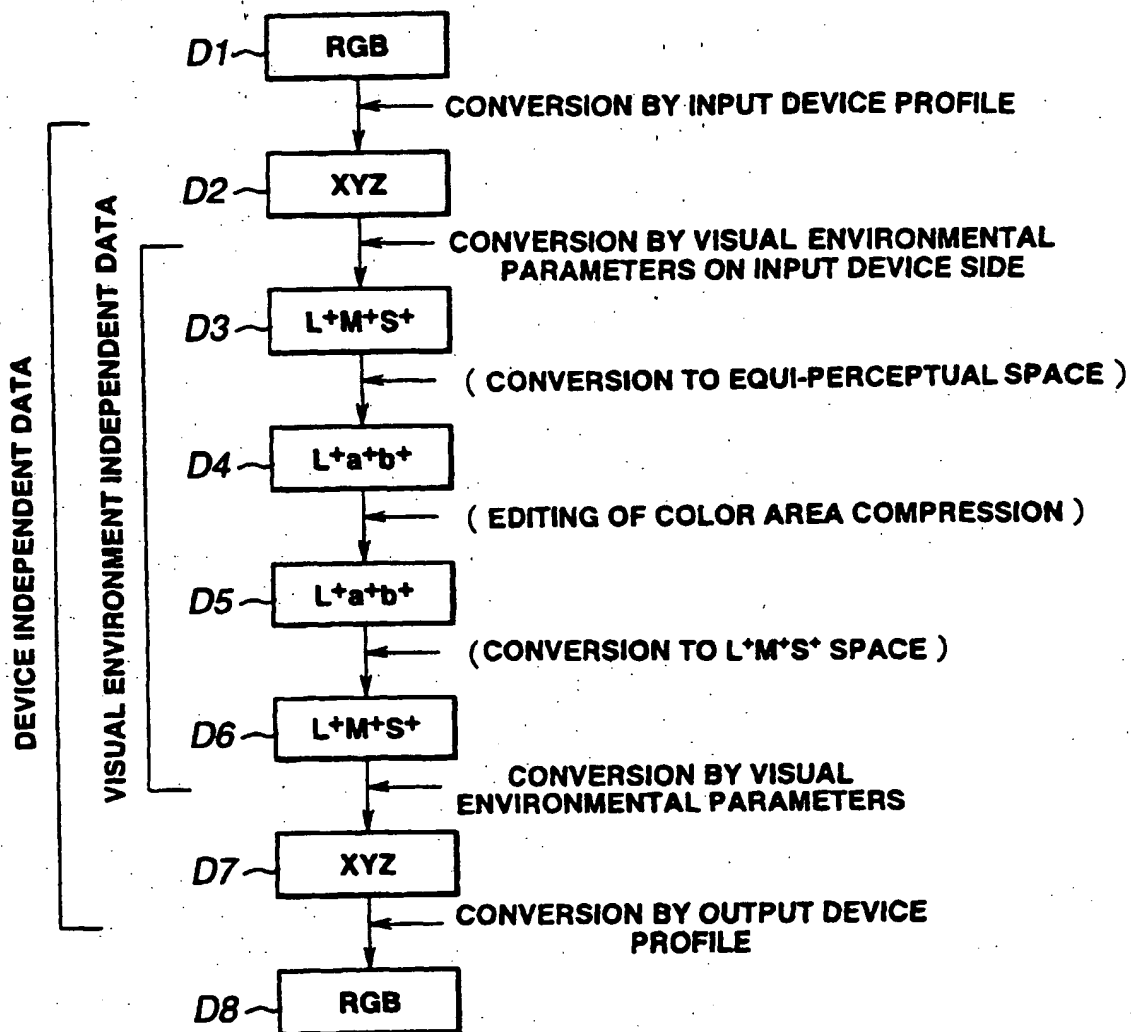 D1 RGB
CONVERSION BY INPUT DEVICE PROFILE
D2 XYZ
CONVERSION BY VISUAL ENVIRONMENTAL
PARAMETERS ON INPUT DEVICE SIDE
D3 L⁺M⁺S⁺
( CONVERSION TO EQUI-PERCEPTUAL SPACE )
D4 L⁺a⁺b⁺
( EDITING OF COLOR AREA COMPRESSION )
D5 L⁺a⁺b⁺
(CONVERSION TO L⁺M⁺S⁺ SPACE )
D6 L⁺M⁺S⁺
CONVERSION BY VISUAL
ENVIRONMENTAL PARAMETERS
D7 XYZ
CONVERSION BY OUTPUT DEVICE
PROFILE
D8 RGB
DEVICE INDEPENDENT DATA
VISUAL ENVIRONMENT INDEPENDENT DATA